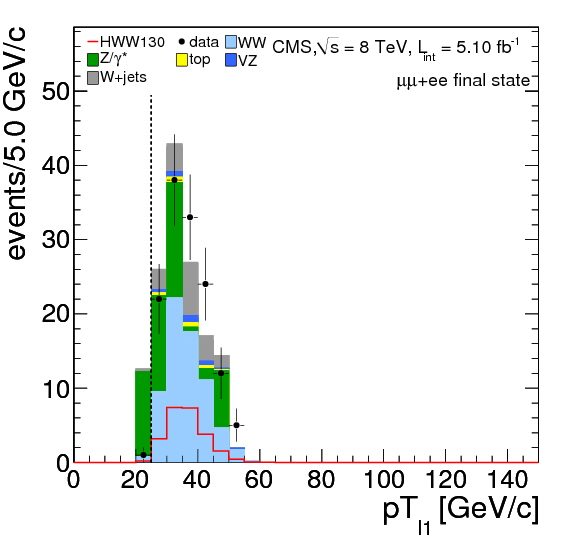 HWW130 data WW CMS,√s = 8 TeV, L_int = 5.10 fb⁻¹
Z/γ* top VZ
W+jets μμ+ee final state
events/5.0 GeV/c
50
40
30
20
10
0
0 20 40 60 80 100 120 140
pT_l1 [GeV/c]